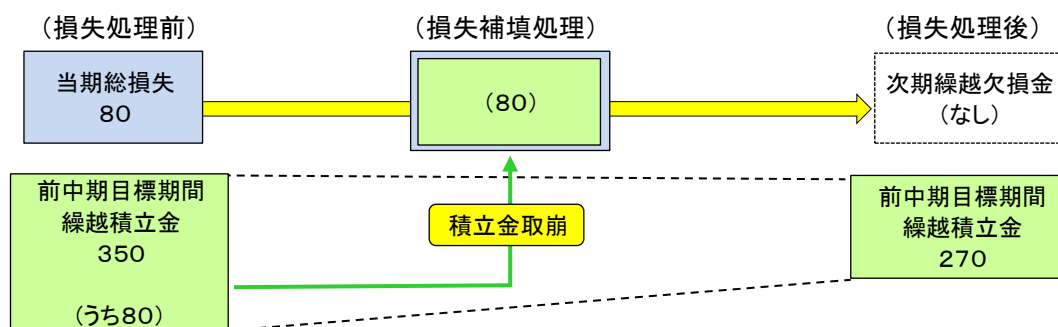 （損失処理前）
（損失補填処理）
（損失処理後）
当期総損失
80
（80）
次期繰越欠損金
（なし）
前中期目標期間
繰越積立金
350
（うち80）
積立金取崩
前中期目標期間
繰越積立金
270